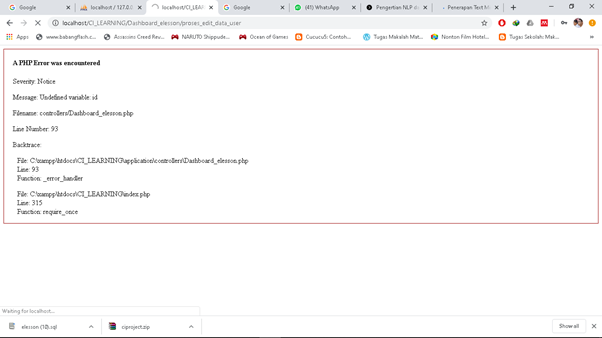 Google
localhost / 127.0.0
localhost/CI_LEAR
Google
(41) WhatsApp
Pengertian NLP d
Penerapan Text M
localhost/CI_LEARNING/Dashboard_elesson/proses_edit_data_user
Apps
www.babangflash.c...
Assassins Creed Rev...
NARUTO Shippude...
Ocean of Games
CucucuS: Contoh...
Tugas Makalah Mat...
Nonton Film Hotel...
Tugas Sekolah: Mak...
»
A PHP Error was encountered
Severity: Notice
Message: Undefined variable: id
Filename: controllers/Dashboard_elesson.php
Line Number: 93
Backtrace:
File: C:\xampp\htdocs\CI_LEARNING\application\controllers\Dashboard_elesson.php
Line: 93
Function: _error_handler
File: C:\xampp\htdocs\CI_LEARNING\index.php
Line: 315
Function: require_once
Waiting for localhost...
elesson (10).sql
ciproject.zip
Show all